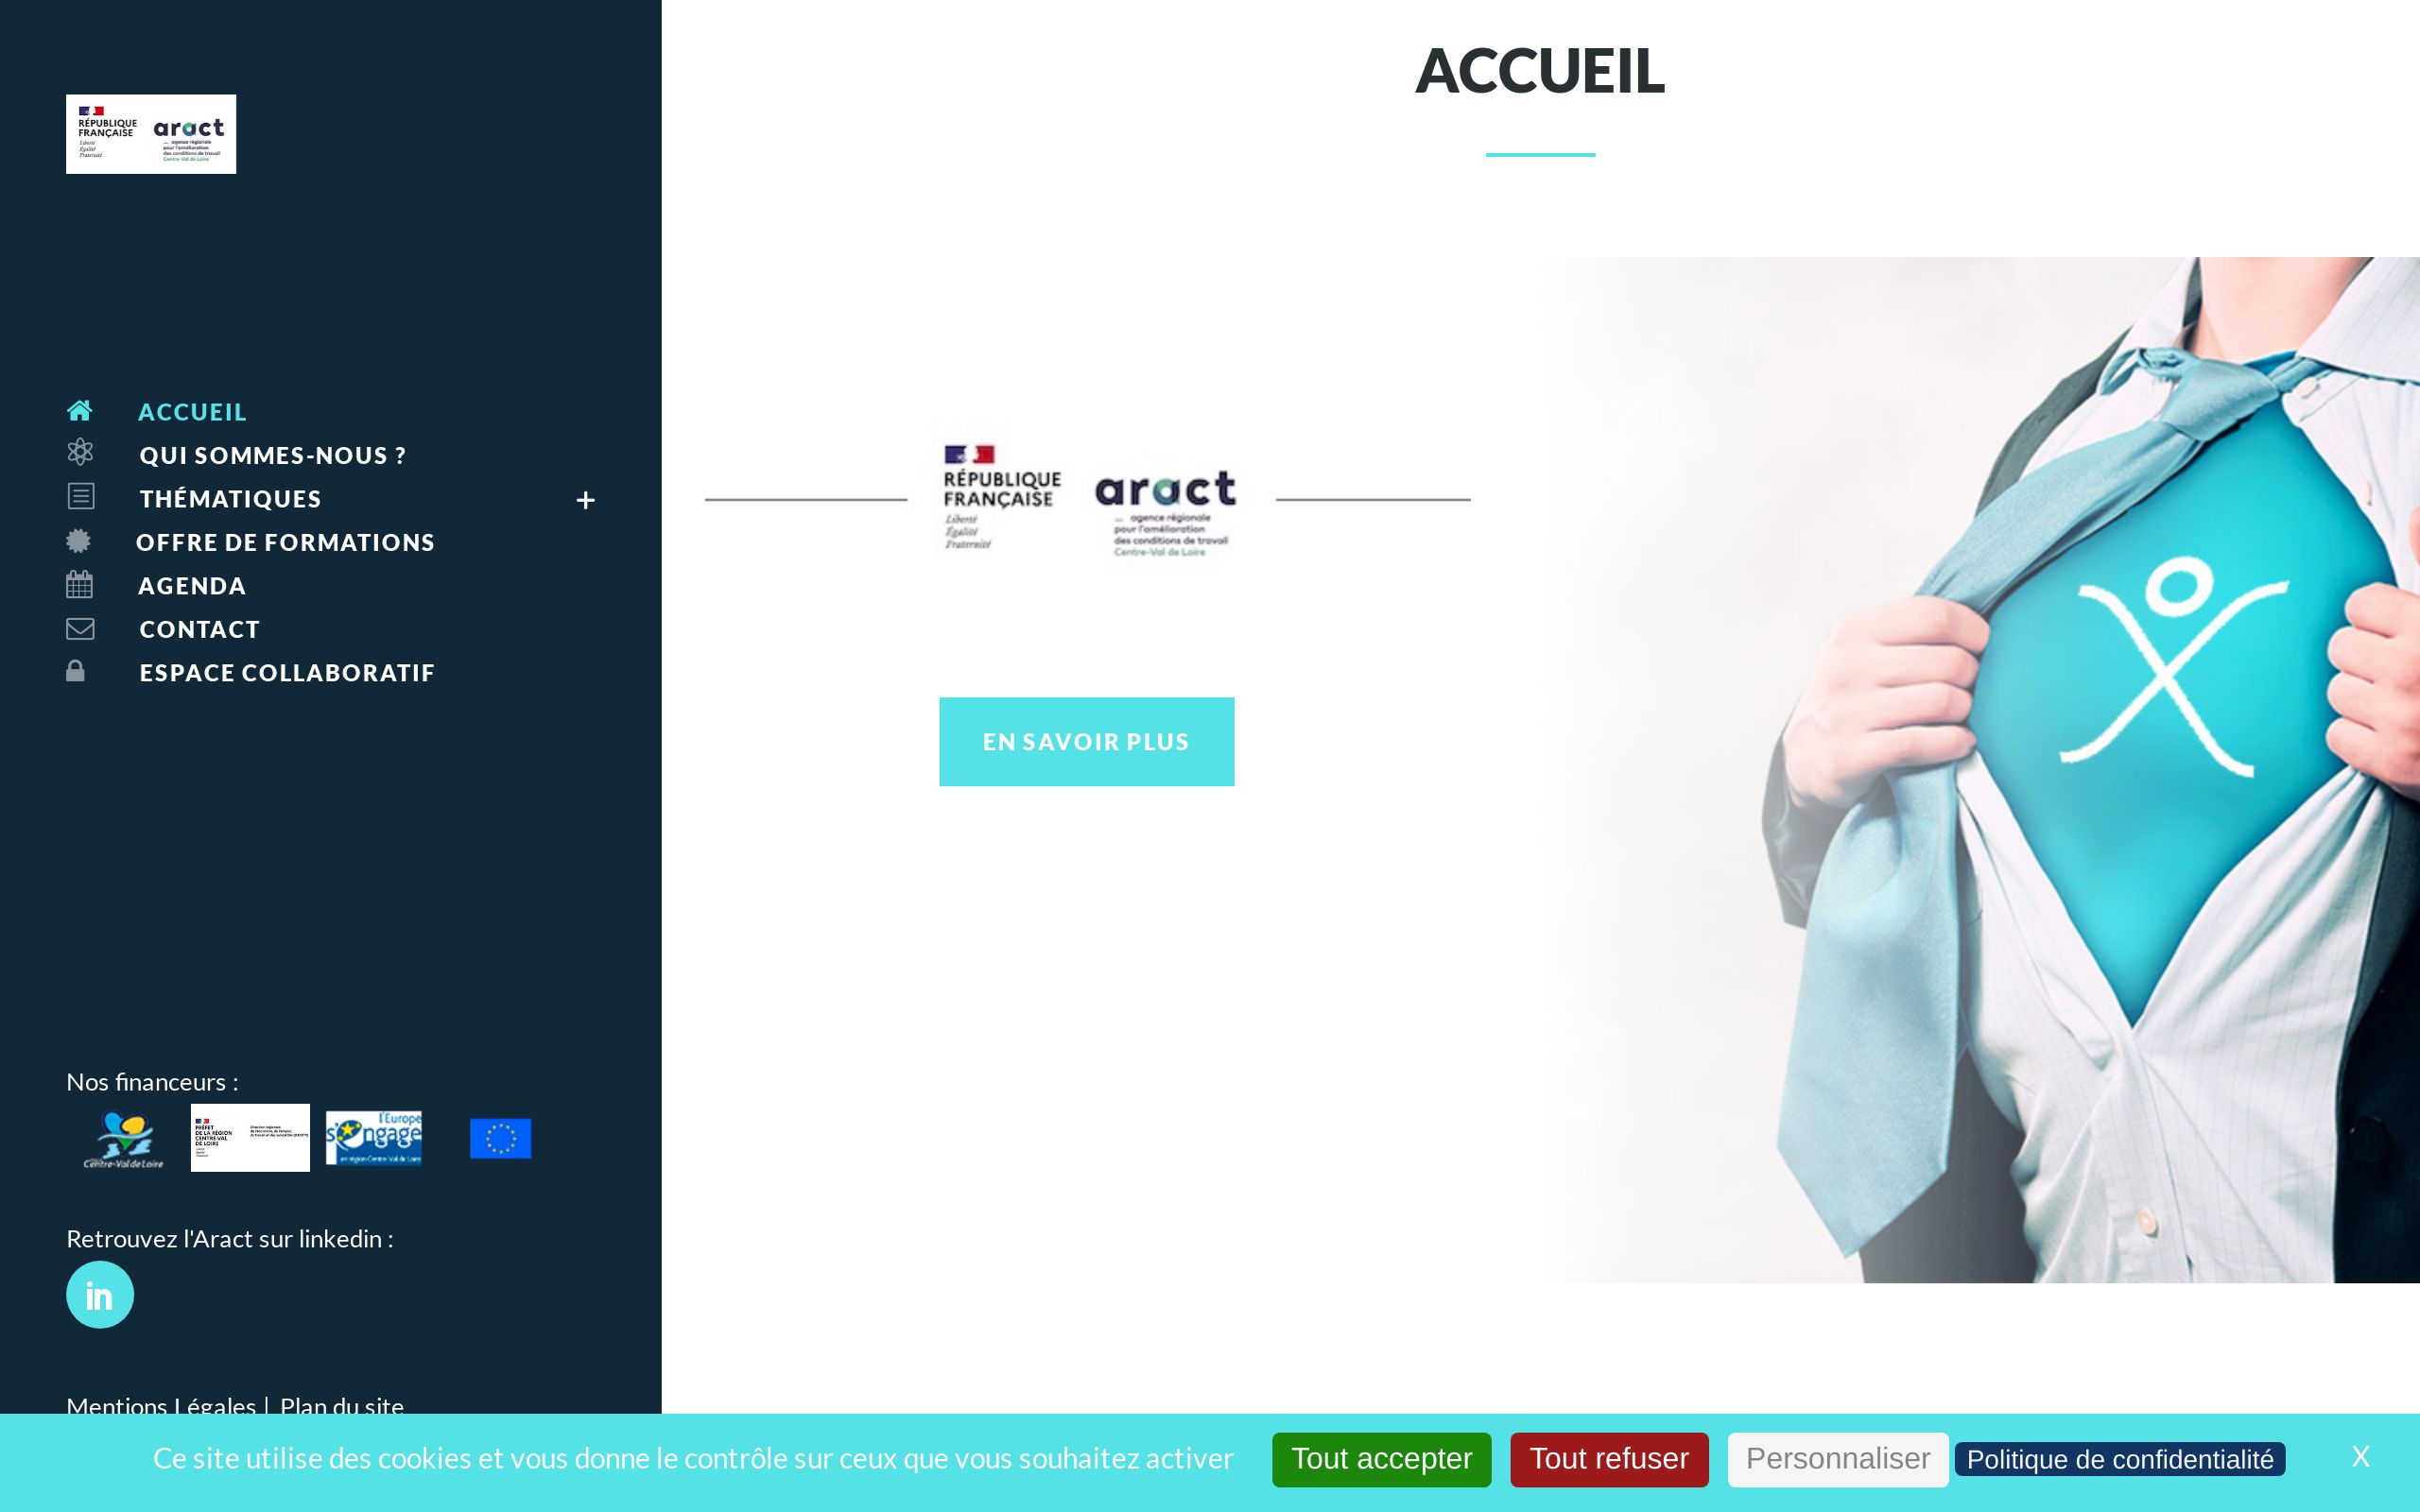 RÉPUBLIQUE
FRANÇAISE
Liberté
Égalité
Fraternité
aract
agence régionale
pour l'amélioration
des conditions de travail
Centre-Val de Loire
ACCUEIL
QUI SOMMES-NOUS ?
THÉMATIQUES +
OFFRE DE FORMATIONS
AGENDA
CONTACT
ESPACE COLLABORATIF
Nos financeurs :
Centre-Val de Loire
PRÉFET
DE LA RÉGION
CENTRE-VAL
DE LOIRE
l'Europe
s'engage
en région Centre-Val de Loire
Retrouvez l'Aract sur linkedin :
in
Mentions Légales | Plan du site
ACCUEIL
RÉPUBLIQUE
FRANÇAISE
Liberté
Égalité
Fraternité
aract
agence régionale
pour l'amélioration
des conditions de travail
Centre-Val de Loire
EN SAVOIR PLUS
Ce site utilise des cookies et vous donne le contrôle sur ceux que vous souhaitez activer
Tout accepter
Tout refuser
Personnaliser
Politique de confidentialité
X